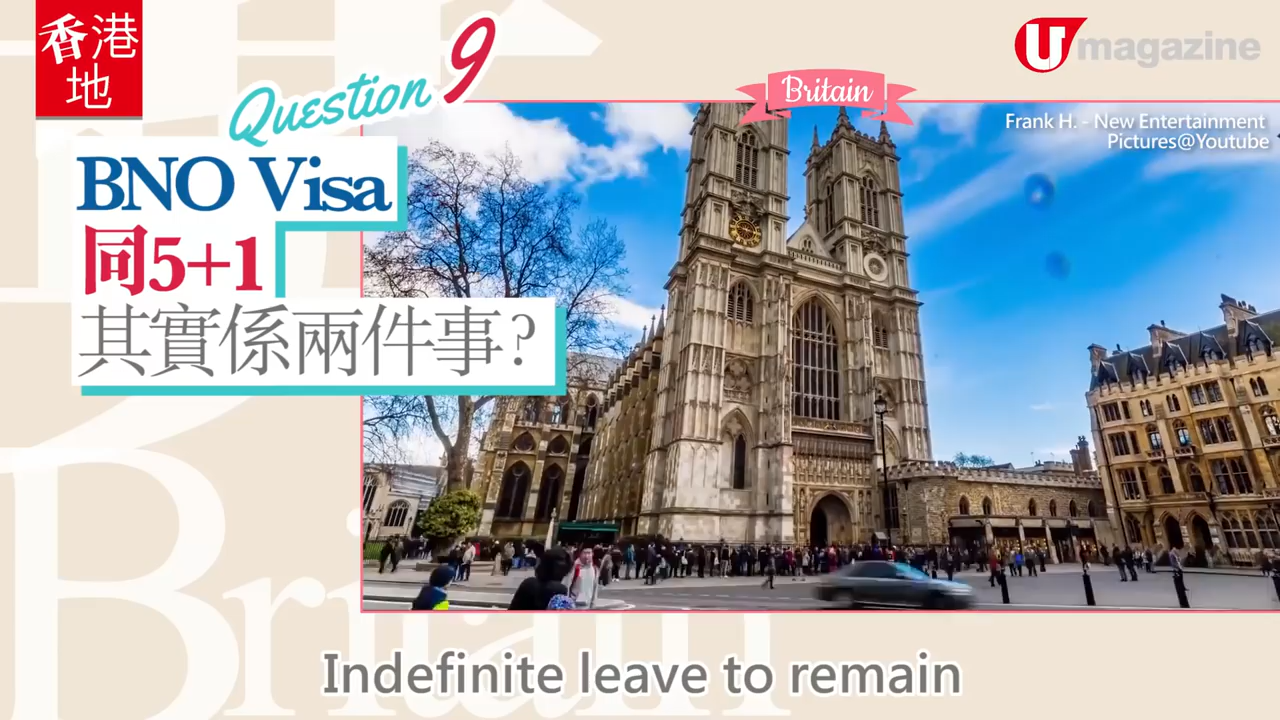 香港
地
U magazine
Question 9
Britain
Frank H. - New Entertainment
Pictures@Youtube
BNO Visa
同5+1
其實係兩件事?
Britain
Indefinite leave to remain